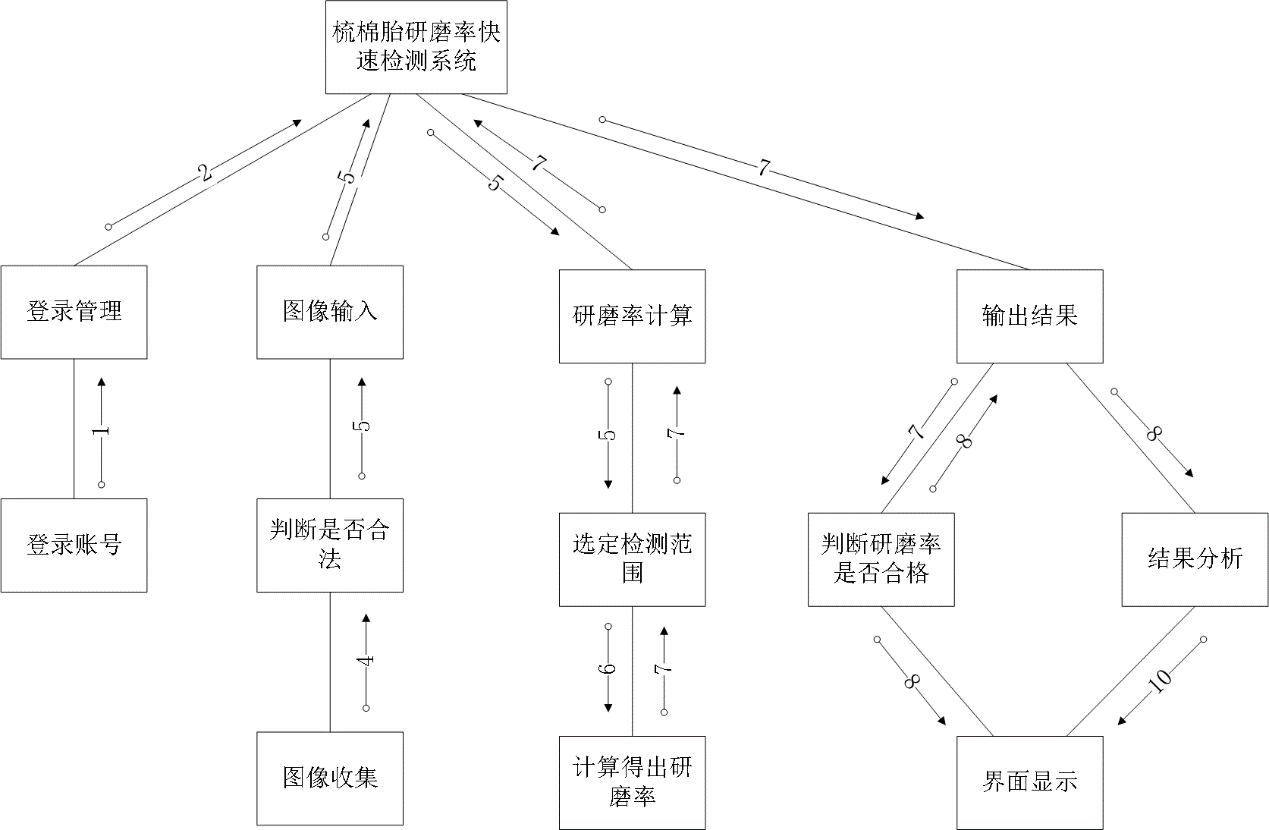 梳棉胎研磨率快
速检测系统
2
5
5
7
7
登录管理
图像输入
研磨率计算
输出结果
1
5
5
7
7
8
8
登录账号
判断是否合
法
选定检测范
围
判断研磨率
是否合格
结果分析
4
6
7
8
10
图像收集
计算得出研
磨率
界面显示